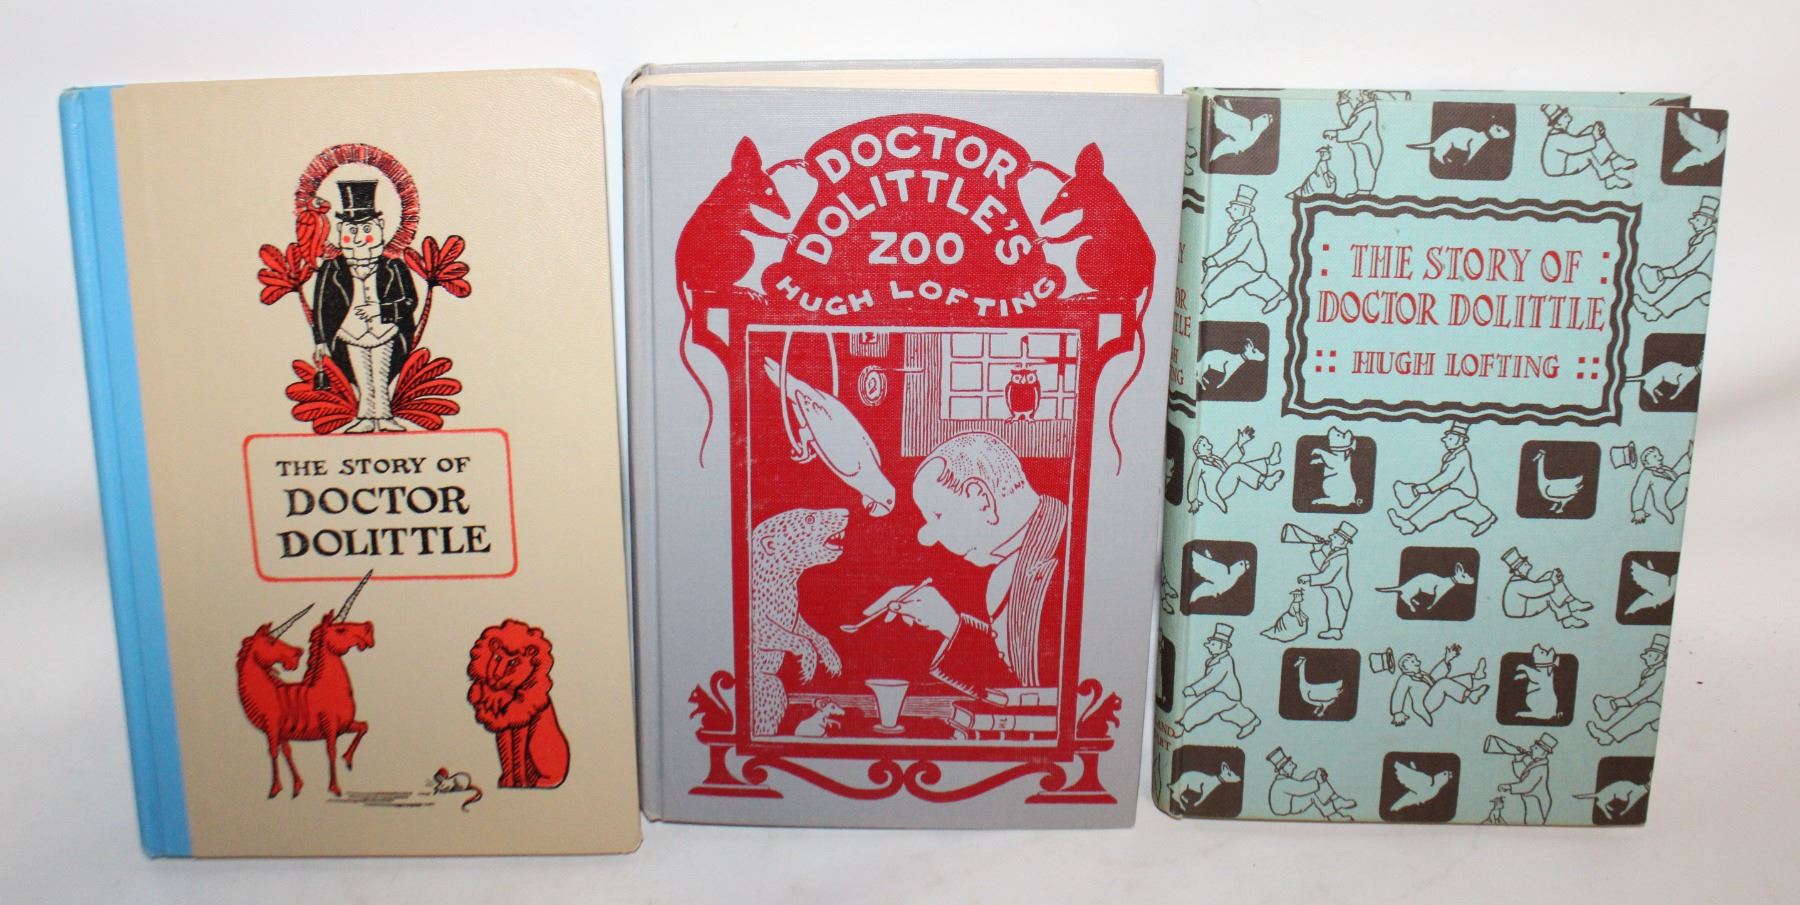 THE STORY OF
DOCTOR
DOLITTLE
DOCTOR
DOLITTLE'S
ZOO
HUGH LOFTING
THE STORY OF
DOCTOR DOLITTLE
HUGH LOFTING